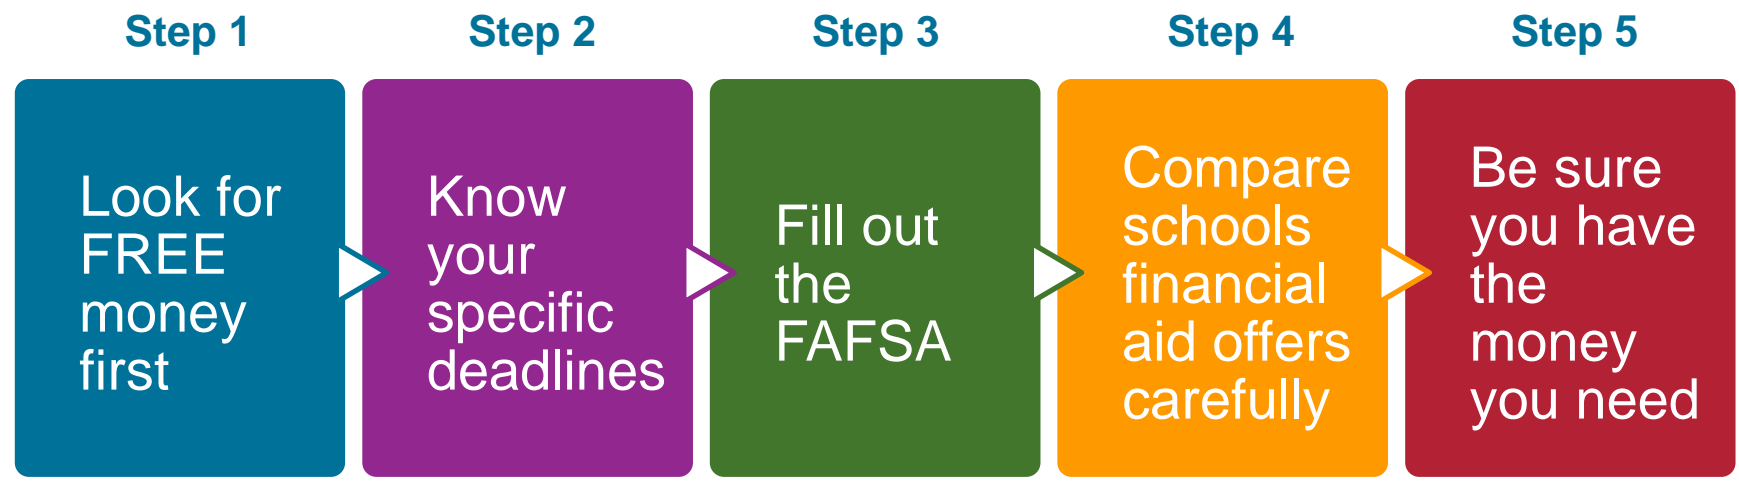 Step 1
Look for
FREE
money
first
Step 2
Know
your
specific
deadlines
Step 3
Fill out
the
FAFSA
Step 4
Compare
schools
financial
aid offers
carefully
Step 5
Be sure
you have
the
money
you need